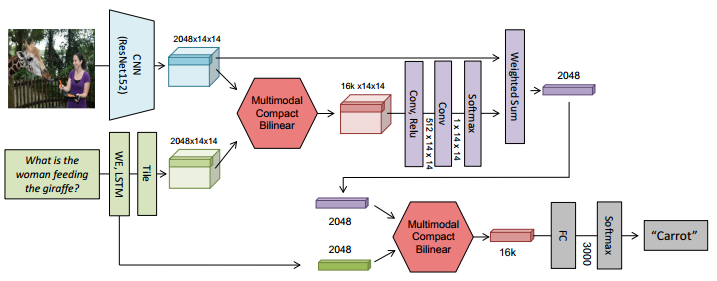 CNN
(ResNet152)
2048x14x14
Multimodal
Compact
Bilinear
16k x14x14
Conv, Relu
512 x 14 x 14
Conv
1 x 14 x 14
Softmax
Weighted Sum
2048
What is the
woman feeding
the giraffe?
WE, LSTM
Tile
2048x14x14
2048
2048
Multimodal
Compact
Bilinear
16k
FC
3000
Softmax
“Carrot”